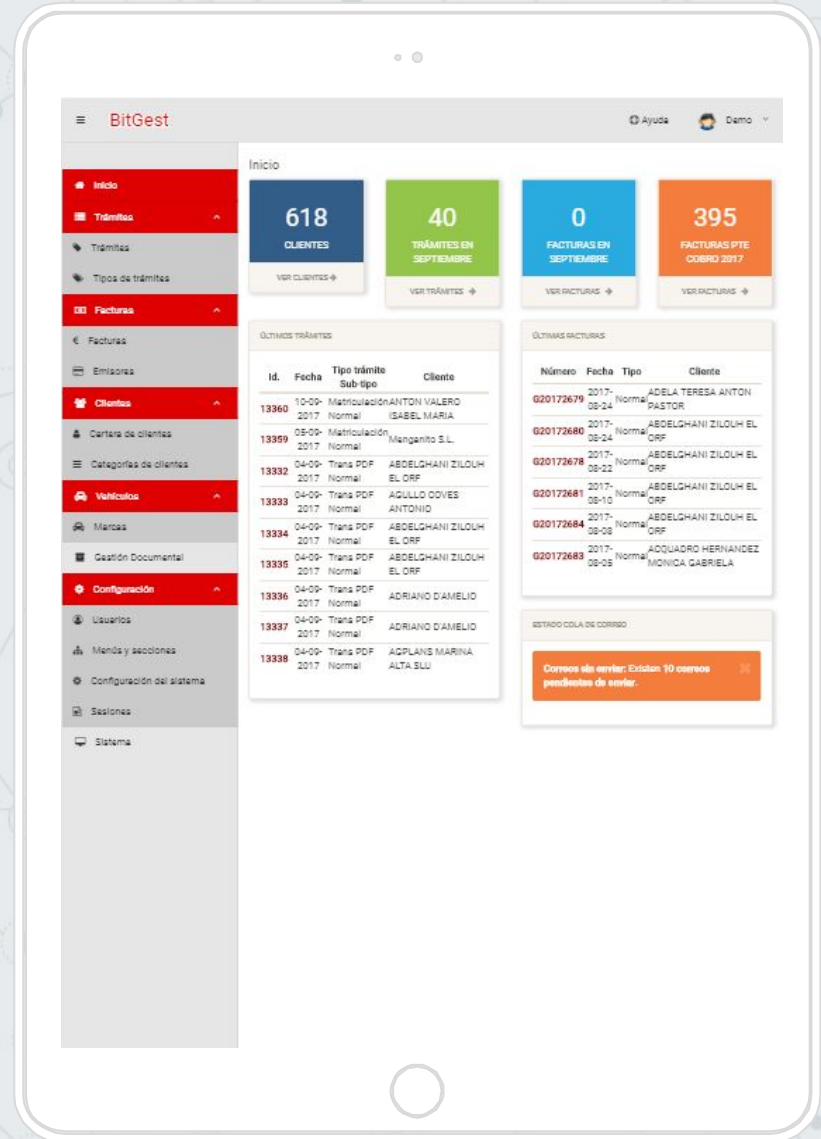 BitGest
Ayuda
Demo
Inicio
Trámites
Trámites
Tipos de trámites
Facturas
€ Facturas
Emisores
Clientes
Cartera de clientes
Categorías de clientes
Vehículos
Marcas
Gestión Documental
Configuración
Usuarios
Menús y secciones
Configuración del sistema
Sesiones
Sistema
Inicio
618
CLIENTES
VER CLIENTES
40
TRÁMITES EN
SEPTIEMBRE
VER TRÁMITES
0
FACTURAS EN
SEPTIEMBRE
VER FACTURAS
395
FACTURAS PTE
COBRO 2017
VER FACTURAS
ÚLTIMOS TRÁMITES
Id. Fecha Tipo trámite Cliente
Sub-tipo
13360 10-09- Matriculación ANTON VALERO
2017 Normal ISABEL MARIA
13359 05-09- Matriculación Menganito S.L.
2017 Normal
13332 04-09- Trans PDF ABDELGHANI ZILOUH
2017 Normal EL ORF
13333 04-09- Trans PDF AGULLO COVES
2017 Normal ANTONIO
13334 04-09- Trans PDF ABDELGHANI ZILOUH
2017 Normal EL ORF
13335 04-09- Trans PDF ABDELGHANI ZILOUH
2017 Normal EL ORF
13336 04-09- Trans PDF ADRIANO D'AMELIO
2017 Normal
13337 04-09- Trans PDF ADRIANO D'AMELIO
2017 Normal
13338 04-09- Trans PDF AGPLANS MARINA
2017 Normal ALTA SLU
ÚLTIMAS FACTURAS
Número Fecha Tipo Cliente
G20172679 2017- Normal ADELA TERESA ANTON
08-24 PASTOR
G20172680 2017- Normal ABDELGHANI ZILOUH EL
08-24 ORF
G20172678 2017- Normal ABDELGHANI ZILOUH EL
08-22 ORF
G20172681 2017- Normal ABDELGHANI ZILOUH EL
08-10 ORF
G20172684 2017- Normal ABDELGHANI ZILOUH EL
08-08 ORF
G20172683 2017- Normal ACQUADRO HERNANDEZ
08-05 MONICA GABRIELA
ESTADO COLA DE CORREO
Correos sin enviar: Existen 10 correos
pendientes de enviar.